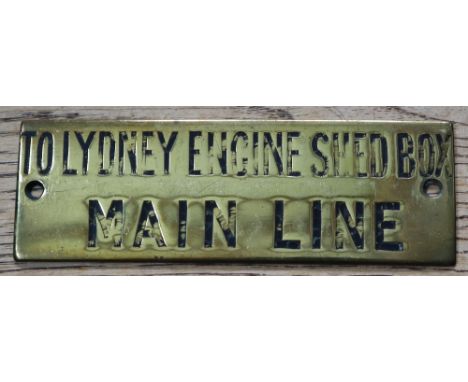 TO LYDNEY ENGINE SHED BOX
MAIN LINE